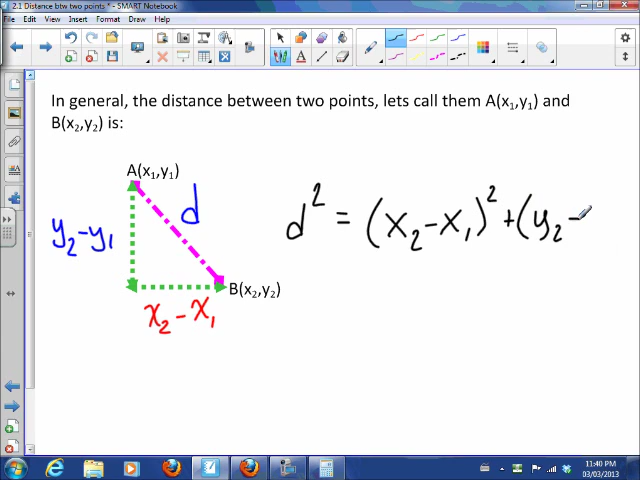 2.1 Distance btw two points * - SMART Notebook
File Edit View Insert Format Draw Help
In general, the distance between two points, lets call them A(x₁,y₁) and
B(x₂,y₂) is:
A(x₁,y₁)
d
d² = (x₂-x₁)² + (y₂-
y₂-y₁
B(x₂,y₂)
x₂-x₁
11:40 PM
03/03/2013